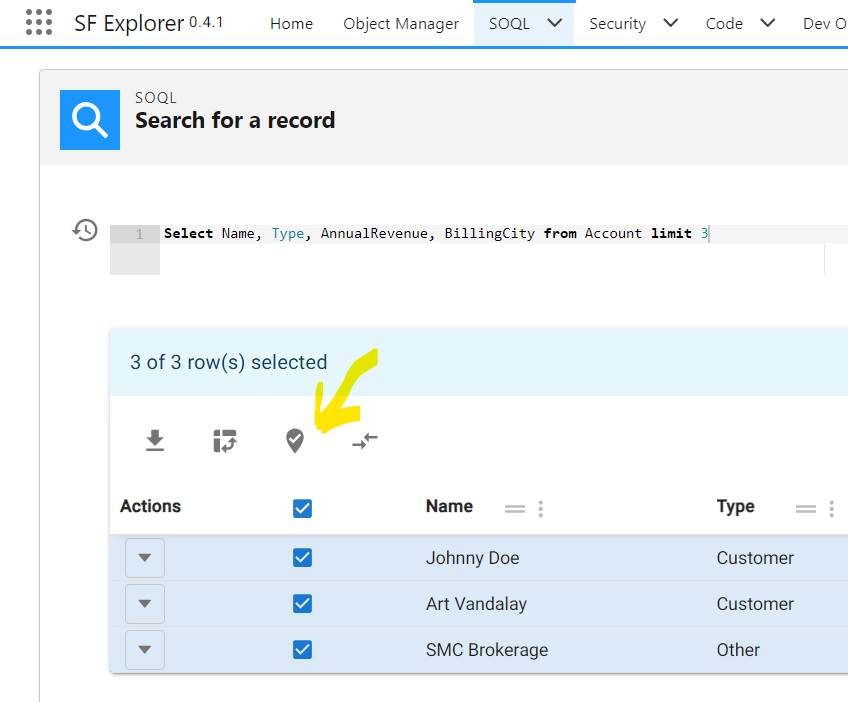 SF Explorer 0.4.1 Home Object Manager SOQL Security Code Dev O
SOQL
Search for a record
1 Select Name, Type, AnnualRevenue, BillingCity from Account limit 3
3 of 3 row(s) selected
Actions Name Type
Johnny Doe Customer
Art Vandalay Customer
SMC Brokerage Other